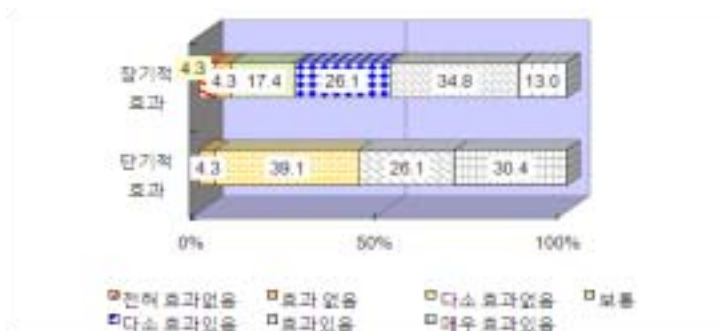 장기적 4.3 4.3 17.4 26.1 34.8 13.0
효과
단기적 4.3 39.1 26.1 30.4
효과
0% 50% 100%
전혀 효과없음 효과 없음 다소 효과없음 보통
다소 효과있음 효과있음 매우 효과있음